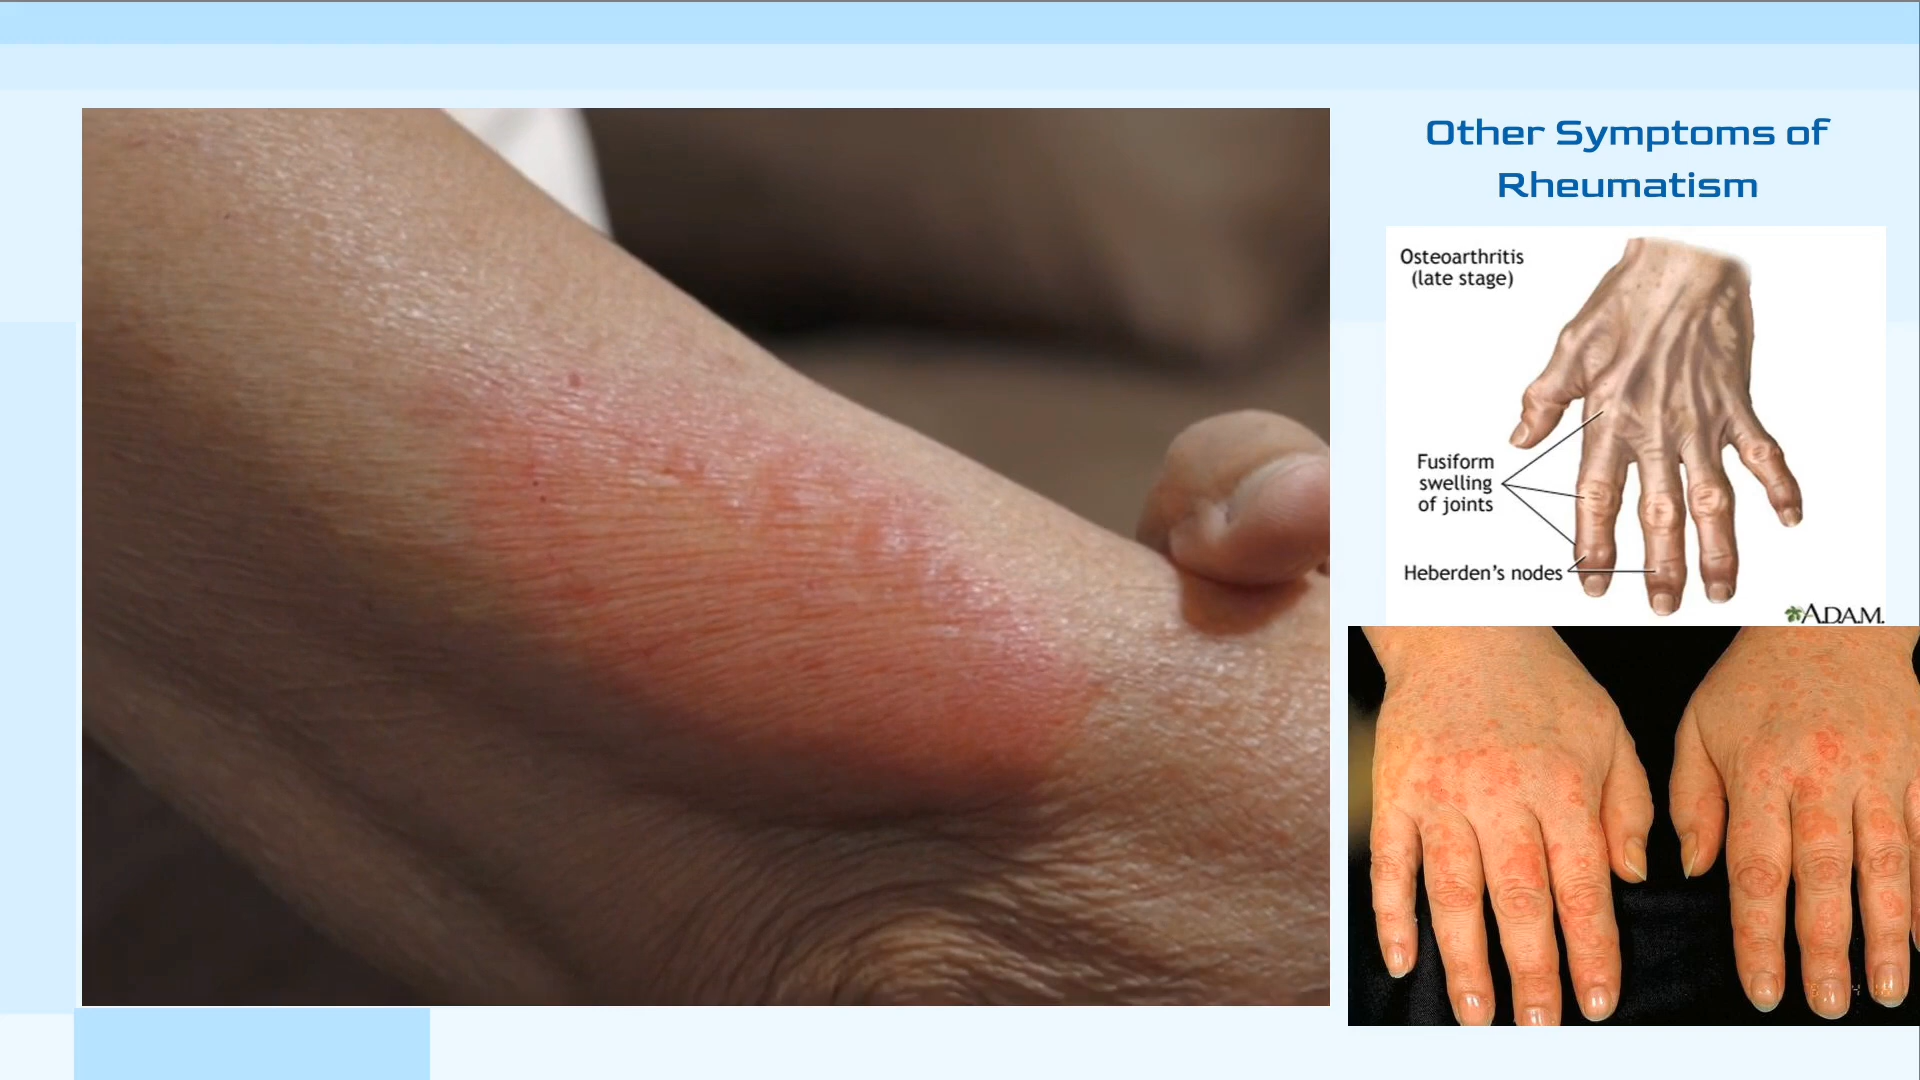 Other Symptoms of
Rheumatism
Osteoarthritis
(late stage)
Fusiform
swelling
of joints
Heberden's nodes
A.D.A.M.